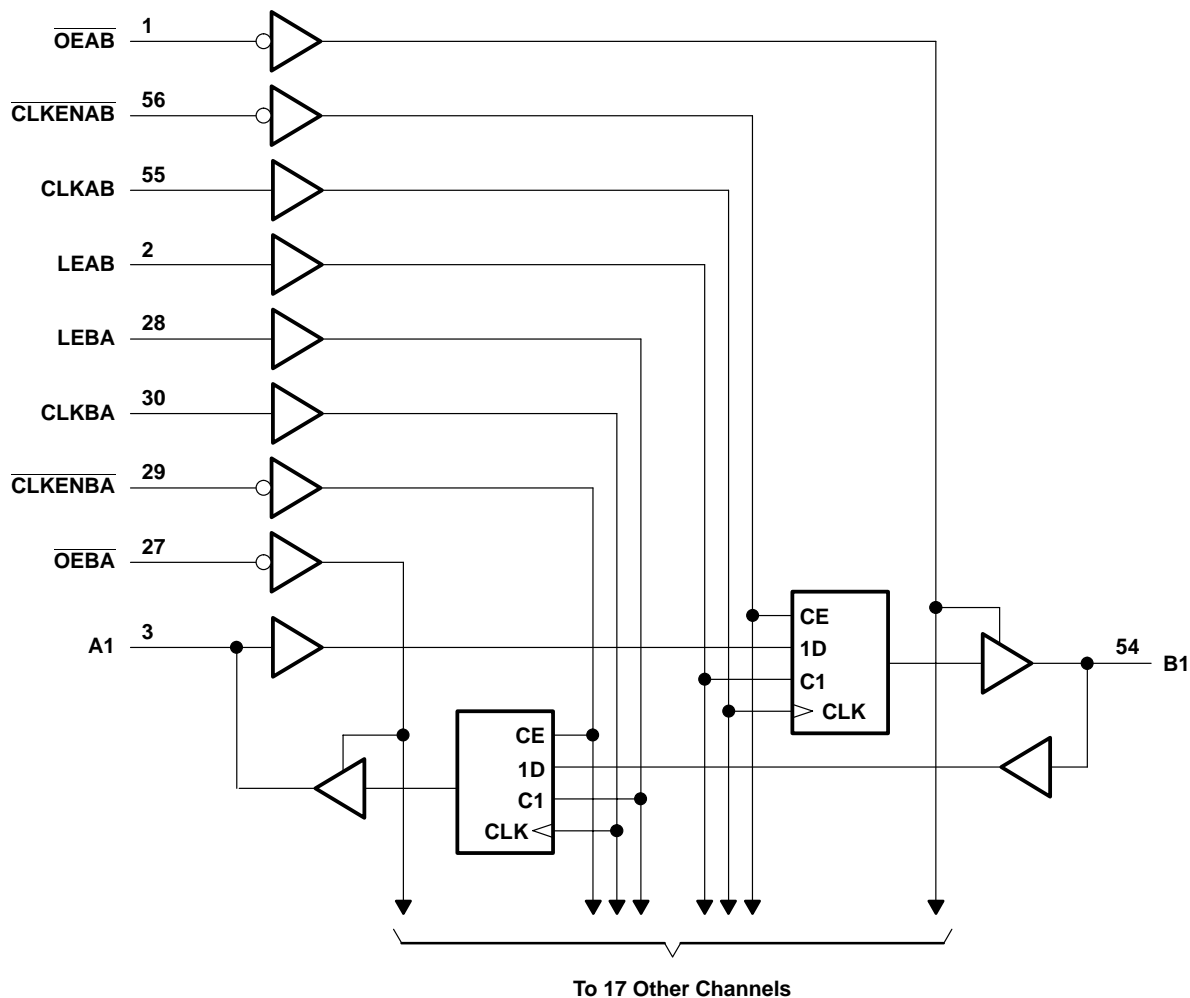 OEAB 1
CLKENAB 56
CLKAB 55
LEAB 2
LEBA 28
CLKBA 30
CLKENBA 29
OEBA 27
A1 3
CE
1D
C1
CLK
54 B1
CE
1D
C1
CLK
To 17 Other Channels